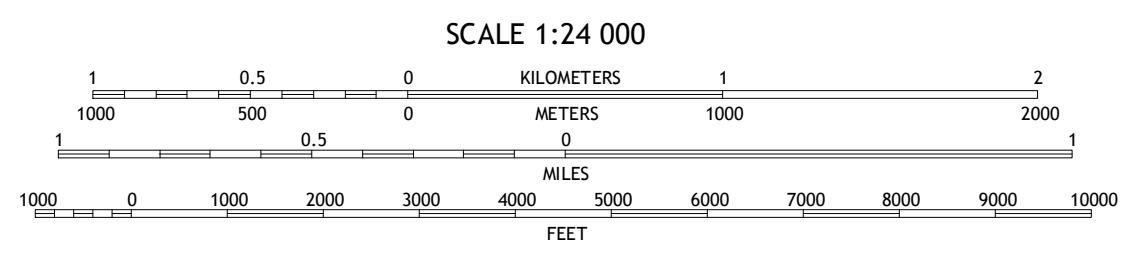 SCALE 1:24 000
1 0.5 0 KILOMETERS 1 2
1000 500 0 METERS 1000 2000
1 0.5 0 1
MILES
1000 0 1000 2000 3000 4000 5000 6000 7000 8000 9000 10000
FEET